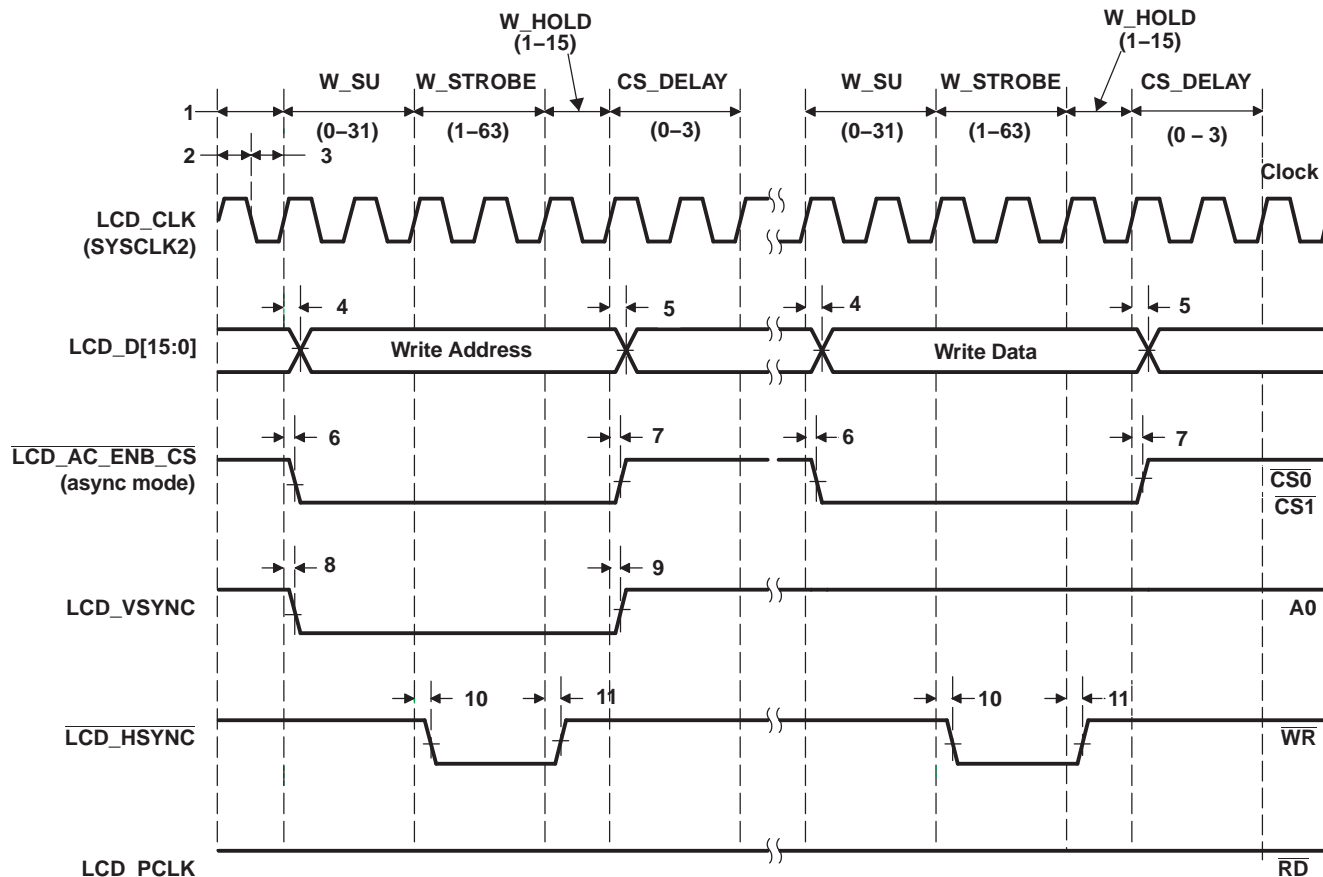 W_HOLD
(1–15)
W_HOLD
(1–15)
W_SU
W_STROBE
CS_DELAY
W_SU
W_STROBE
CS_DELAY
1
(0–31)
(1–63)
(0–3)
(0–31)
(1–63)
(0 – 3)
2
3
Clock
LCD_CLK
(SYSCLK2)
4
5
4
5
LCD_D[15:0]
Write Address
Write Data
6
7
6
7
LCD_AC_ENB_CS
(async mode)
CS0
CS1
8
9
LCD_VSYNC
A0
10
11
10
11
LCD_HSYNC
WR
LCD_PCLK
RD